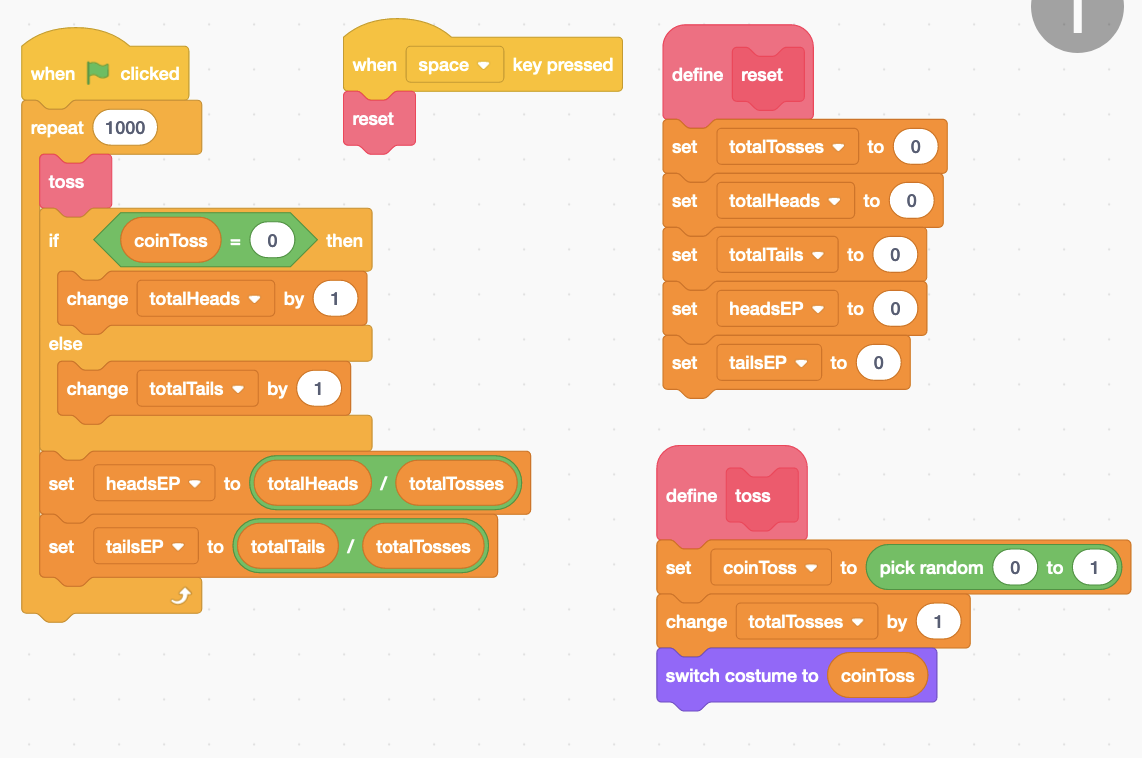 when clicked
repeat 1000
toss
if coinToss = 0 then
change totalHeads by 1
else
change totalTails by 1
set headsEP to totalHeads / totalTosses
set tailsEP to totalTails / totalTosses
when space key pressed
reset
define reset
set totalTosses to 0
set totalHeads to 0
set totalTails to 0
set headsEP to 0
set tailsEP to 0
define toss
set coinToss to pick random 0 to 1
change totalTosses by 1
switch costume to coinToss